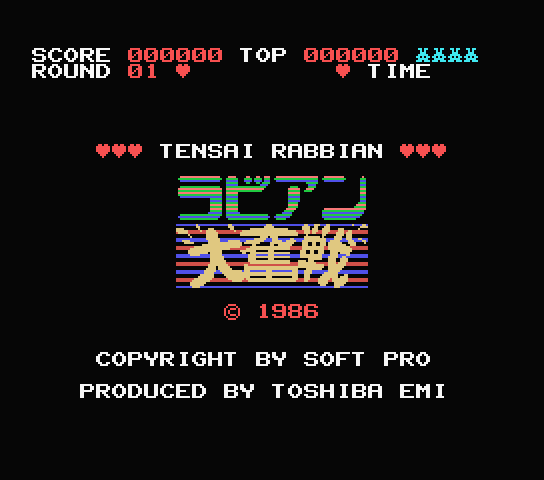 SCORE 000000 TOP 000000
ROUND 01 ♥ ♥ TIME
♥♥♥ TENSAI RABBIAN ♥♥♥
ラビアン
大奮戦
© 1986
COPYRIGHT BY SOFT PRO
PRODUCED BY TOSHIBA EMI